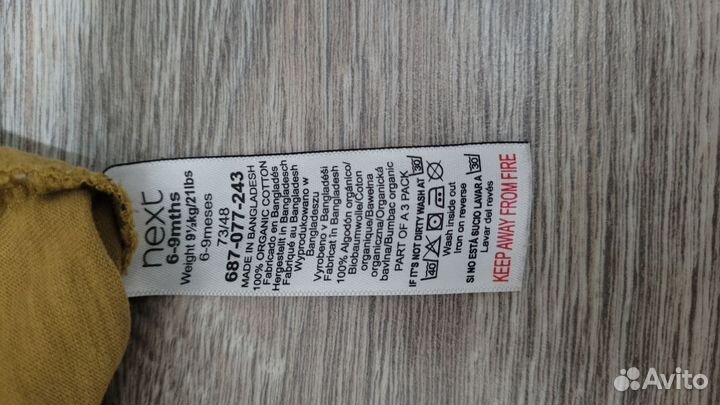 next
6-9mths
Weight 9½kg/21lbs
6-9meses
73/48
687-077-243
MADE IN BANGLADESH
100% ORGANIC COTTON
Fabricado en Bangladés
Hergestellt in Bangladesch
Fabriqué au Bangladesh
Wyprodukowano w
Bangladeszu
Vyrobeno v Bangladéši
Fabricat în Bangladesh
100% Algodón orgánico/
Biobaumwolle/Coton
organique/Bawełna
organiczna/Organická
bavlna/Bumbac organic
PART OF A 3 PACK
IF IT'S NOT DIRTY WASH AT 30
40
Wash inside out
Iron on reverse
SI NO ESTÁ SUCIO LAVAR A 30
Lavar del revés
KEEP AWAY FROM FIRE
Avito